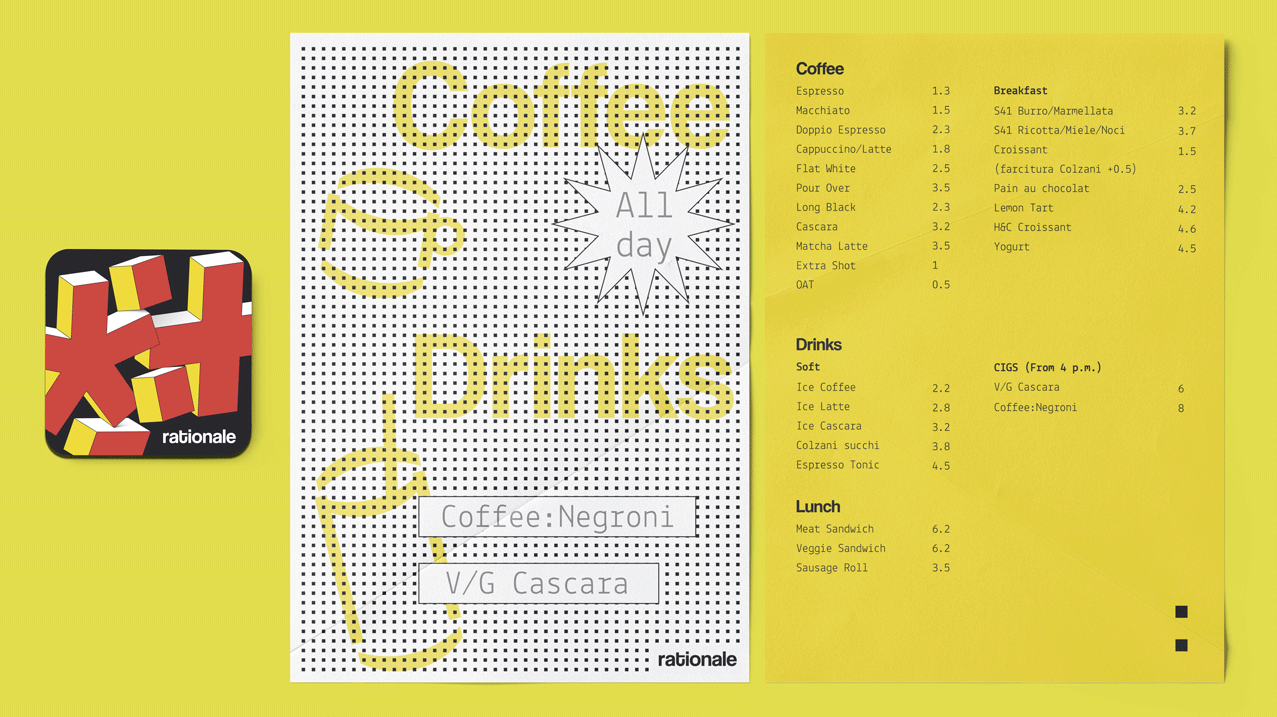 rationale
Coffee
All
day
Drinks
Coffee:Negroni
V/G Cascara
rationale
Coffee
Espresso 1.3
Macchiato 1.5
Doppio Espresso 2.3
Cappuccino/Latte 1.8
Flat White 2.5
Pour Over 3.5
Long Black 2.3
Cascara 3.2
Matcha Latte 3.5
Extra Shot 1
OAT 0.5
Breakfast
S41 Burro/Marmellata 3.2
S41 Ricotta/Miele/Noci 3.7
Croissant 1.5
(farcitura Colzani +0.5)
Pain au chocolat 2.5
Lemon Tart 4.2
H&C Croissant 4.6
Yogurt 4.5
Drinks
Soft
Ice Coffee 2.2
Ice Latte 2.8
Ice Cascara 3.2
Colzani succhi 3.8
Espresso Tonic 4.5
CIGS (From 4 p.m.)
V/G Cascara 6
Coffee:Negroni 8
Lunch
Meat Sandwich 6.2
Veggie Sandwich 6.2
Sausage Roll 3.5